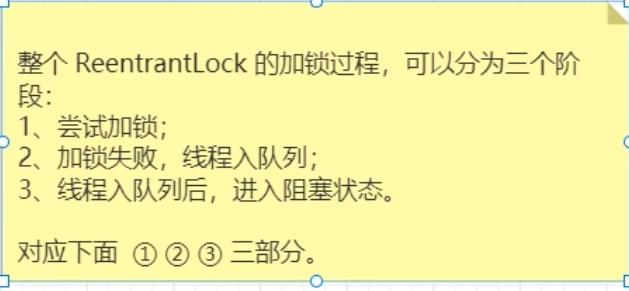 整个 ReentrantLock 的加锁过程，可以分为三个阶
段：
1、尝试加锁；
2、加锁失败，线程入队列；
3、线程入队列后，进入阻塞状态。
对应下面 ① ② ③ 三部分。